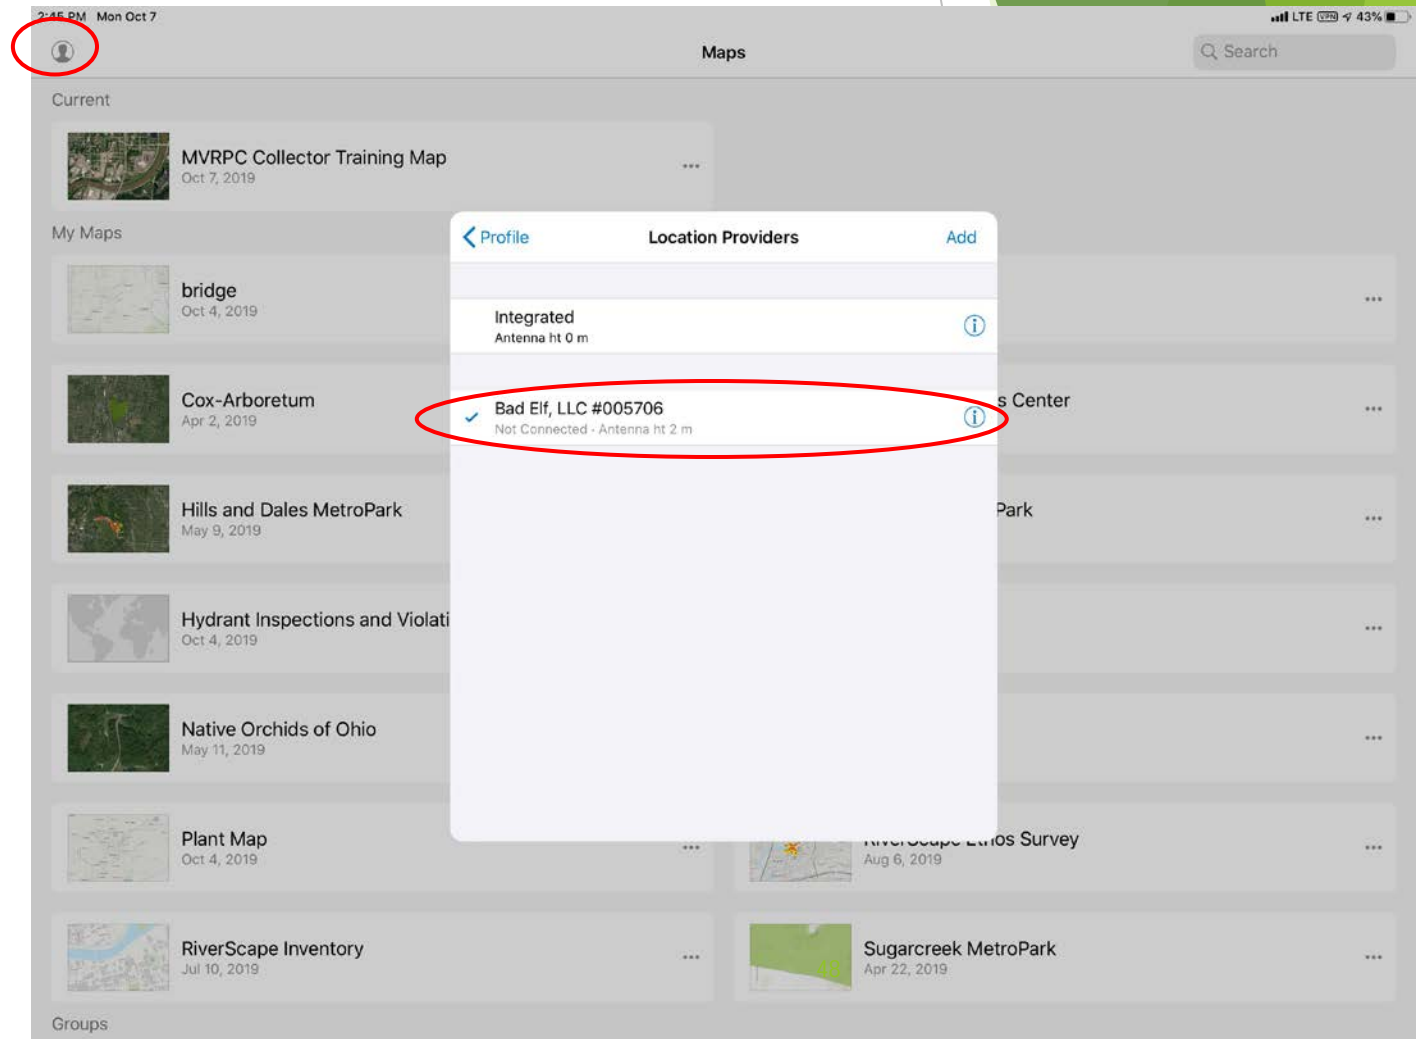 2:45 PM Mon Oct 7
LTE VPN 43%
Maps
Search
Current
MVRPC Collector Training Map
Oct 7, 2019
My Maps
Profile
Location Providers
Add
bridge
Oct 4, 2019
Integrated
Antenna ht 0 m
Cox-Arboretum
Apr 2, 2019
Bad Elf, LLC #005706
Not Connected - Antenna ht 2 m
s Center
Hills and Dales MetroPark
May 9, 2019
Park
Hydrant Inspections and Violati
Oct 4, 2019
Native Orchids of Ohio
May 11, 2019
Plant Map
Oct 4, 2019
RiverScape Ethos Survey
Aug 6, 2019
RiverScape Inventory
Jul 10, 2019
Sugarcreek MetroPark
Apr 22, 2019
Groups